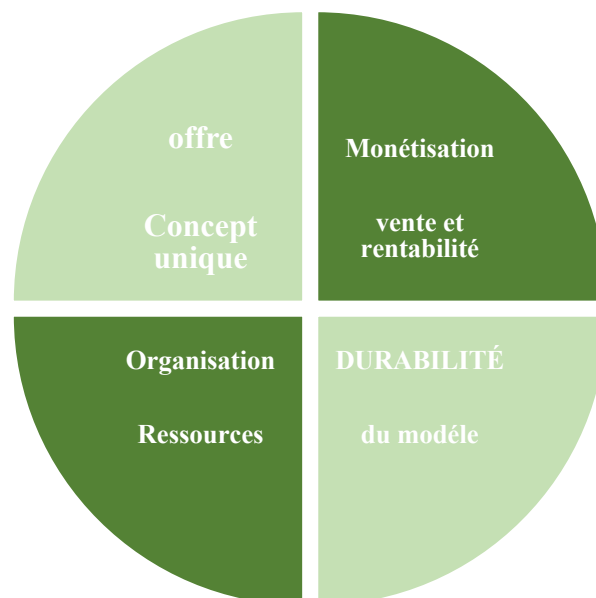 offre
Concept
unique
Monétisation
vente et
rentabilité
Organisation
Ressources
DURABILITÉ
du modéle